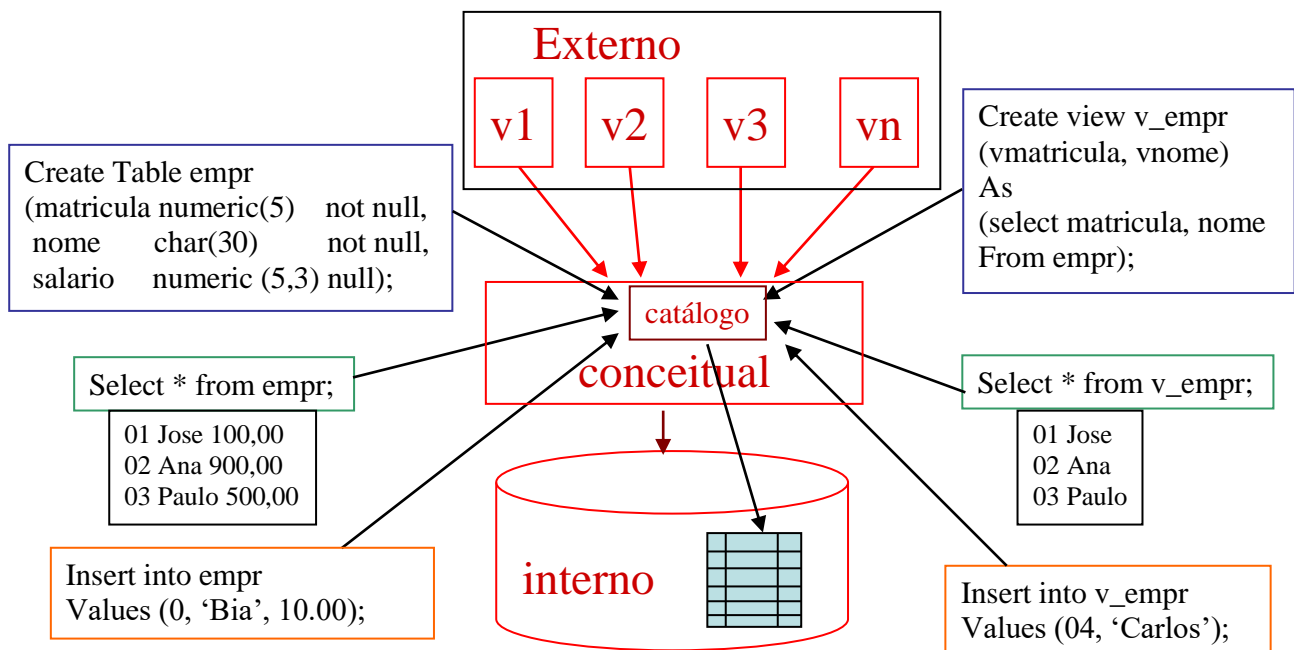 Externo
v1
v2
v3
vn
Create Table empr
(matricula numeric(5) not null,
nome char(30) not null,
salario numeric (5,3) null);
Create view v_empr
(vmatricula, vnome)
As
(select matricula, nome
From empr);
catálogo
conceitual
Select * from empr;
01 Jose 100,00
02 Ana 900,00
03 Paulo 500,00
Select * from v_empr;
01 Jose
02 Ana
03 Paulo
Insert into empr
Values (0, ‘Bia’, 10.00);
interno
Insert into v_empr
Values (04, ‘Carlos’);